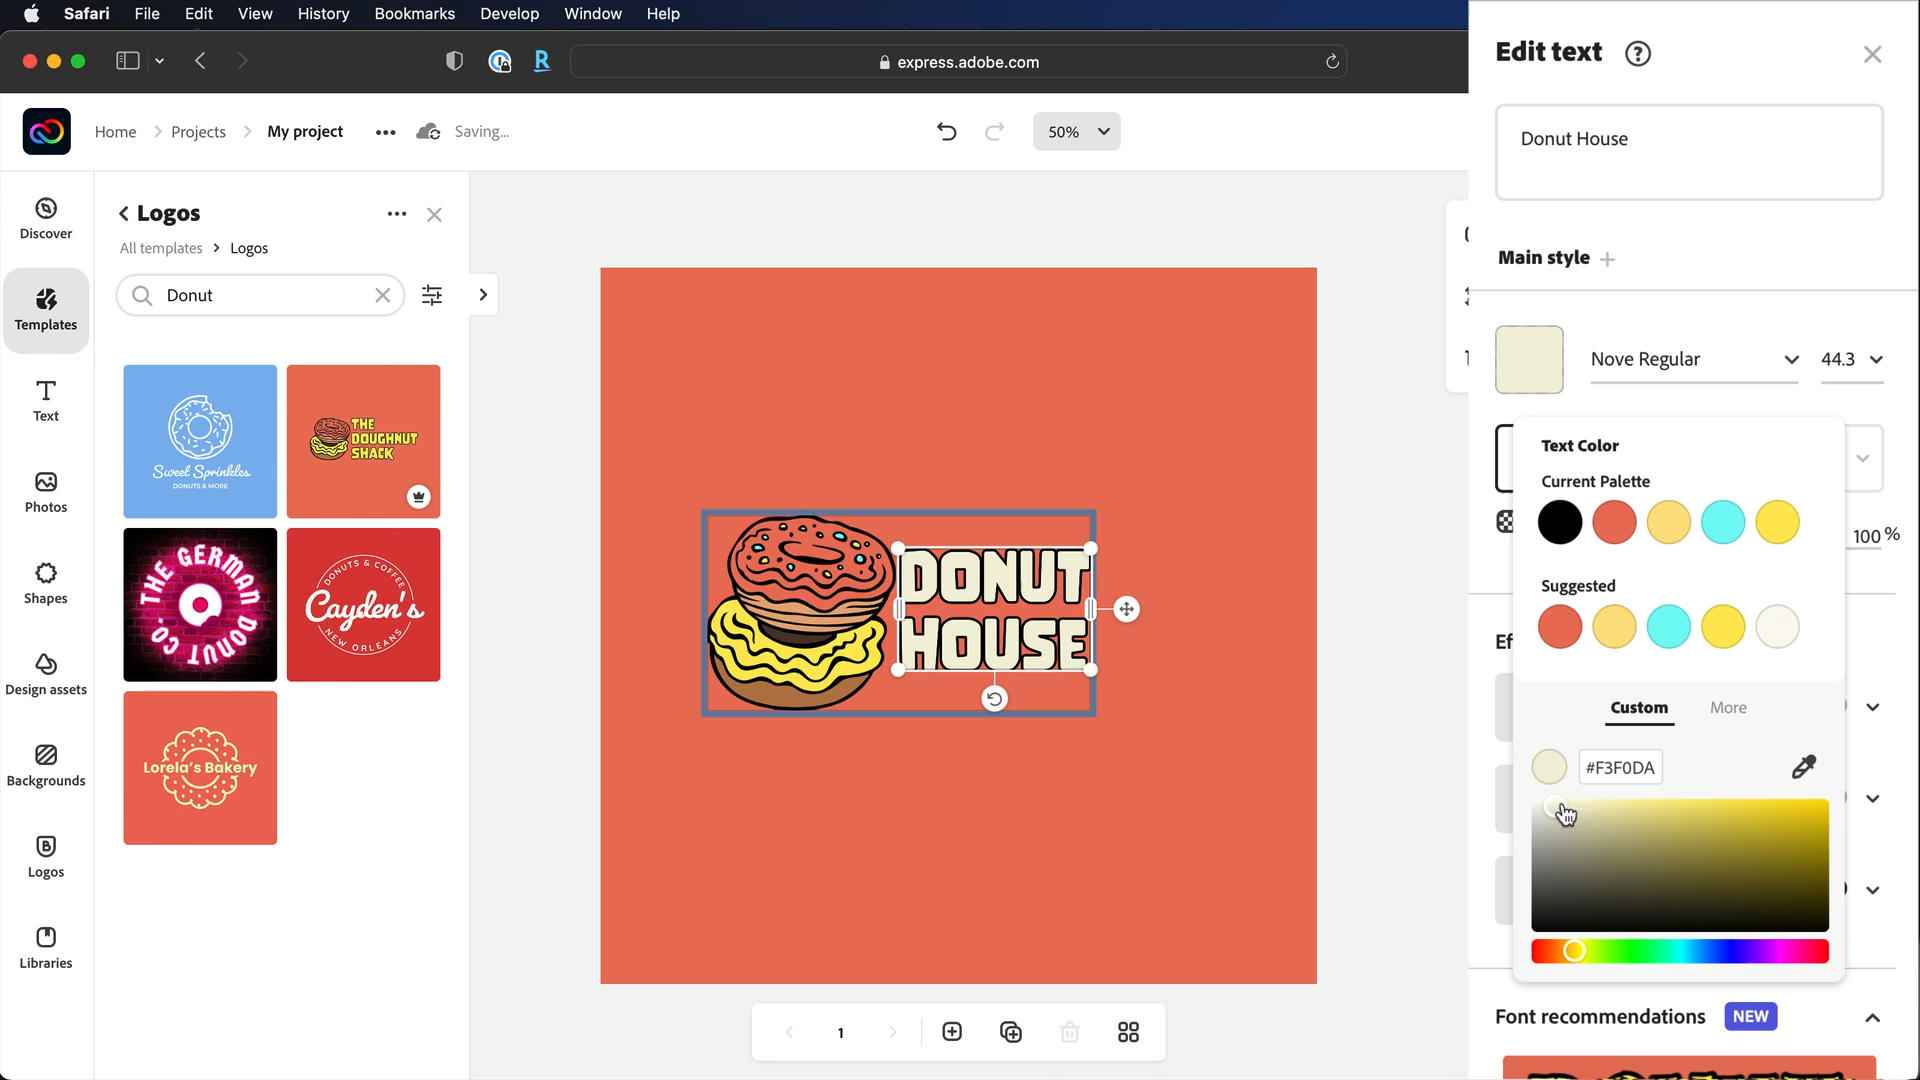 Safari File Edit View History Bookmarks Develop Window Help
express.adobe.com
Home Projects My project Saving...
50%
Discover
Templates
Text
Photos
Shapes
Design assets
Backgrounds
Logos
Libraries
Logos
All templates Logos
Donut
Sweet Sprinkles
DONUTS & MORE
THE
DOUGHNUT
SHACK
THE GERMAN
DONUT CO.
DONUTS & COFFEE
Cayden's
NEW ORLEANS
Lorela's Bakery
DONUT
HOUSE
1
Edit text
Donut House
Main style
Nove Regular 44.3
Text Color
Current Palette
100 %
Suggested
Ef
Custom More
#F3F0DA
Font recommendations NEW